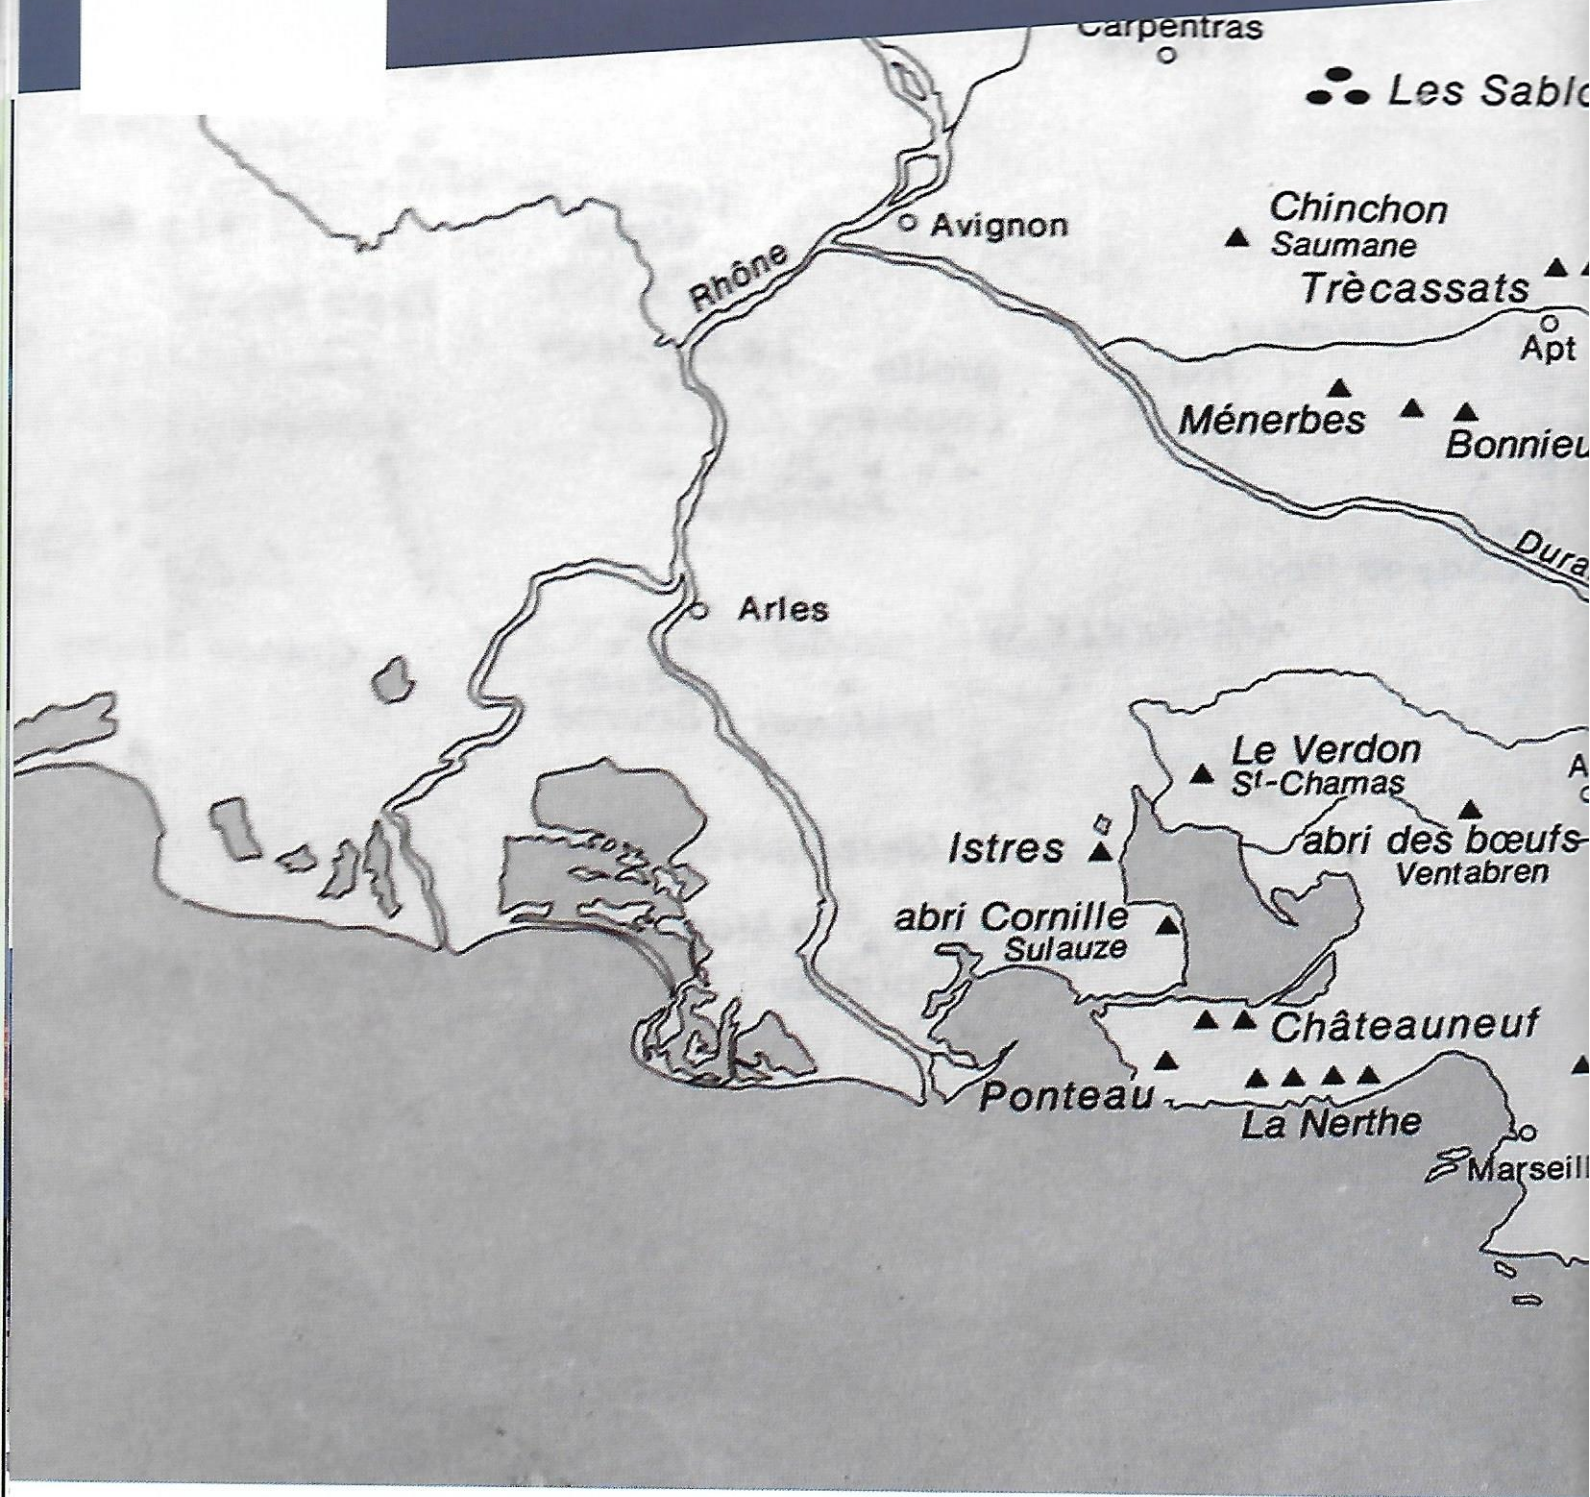 Carpentras
Les Sablo
Chinchon
Avignon
Saumane
Rhône
Trècassats
Apt
Ménerbes
Bonnieu
Dura
Arles
Le Verdon
A
St-Chamas
Istres
abri des bœufs
Ventabren
abri Cornille
Sulauze
Châteauneuf
Ponteau
La Nerthe
Marseill